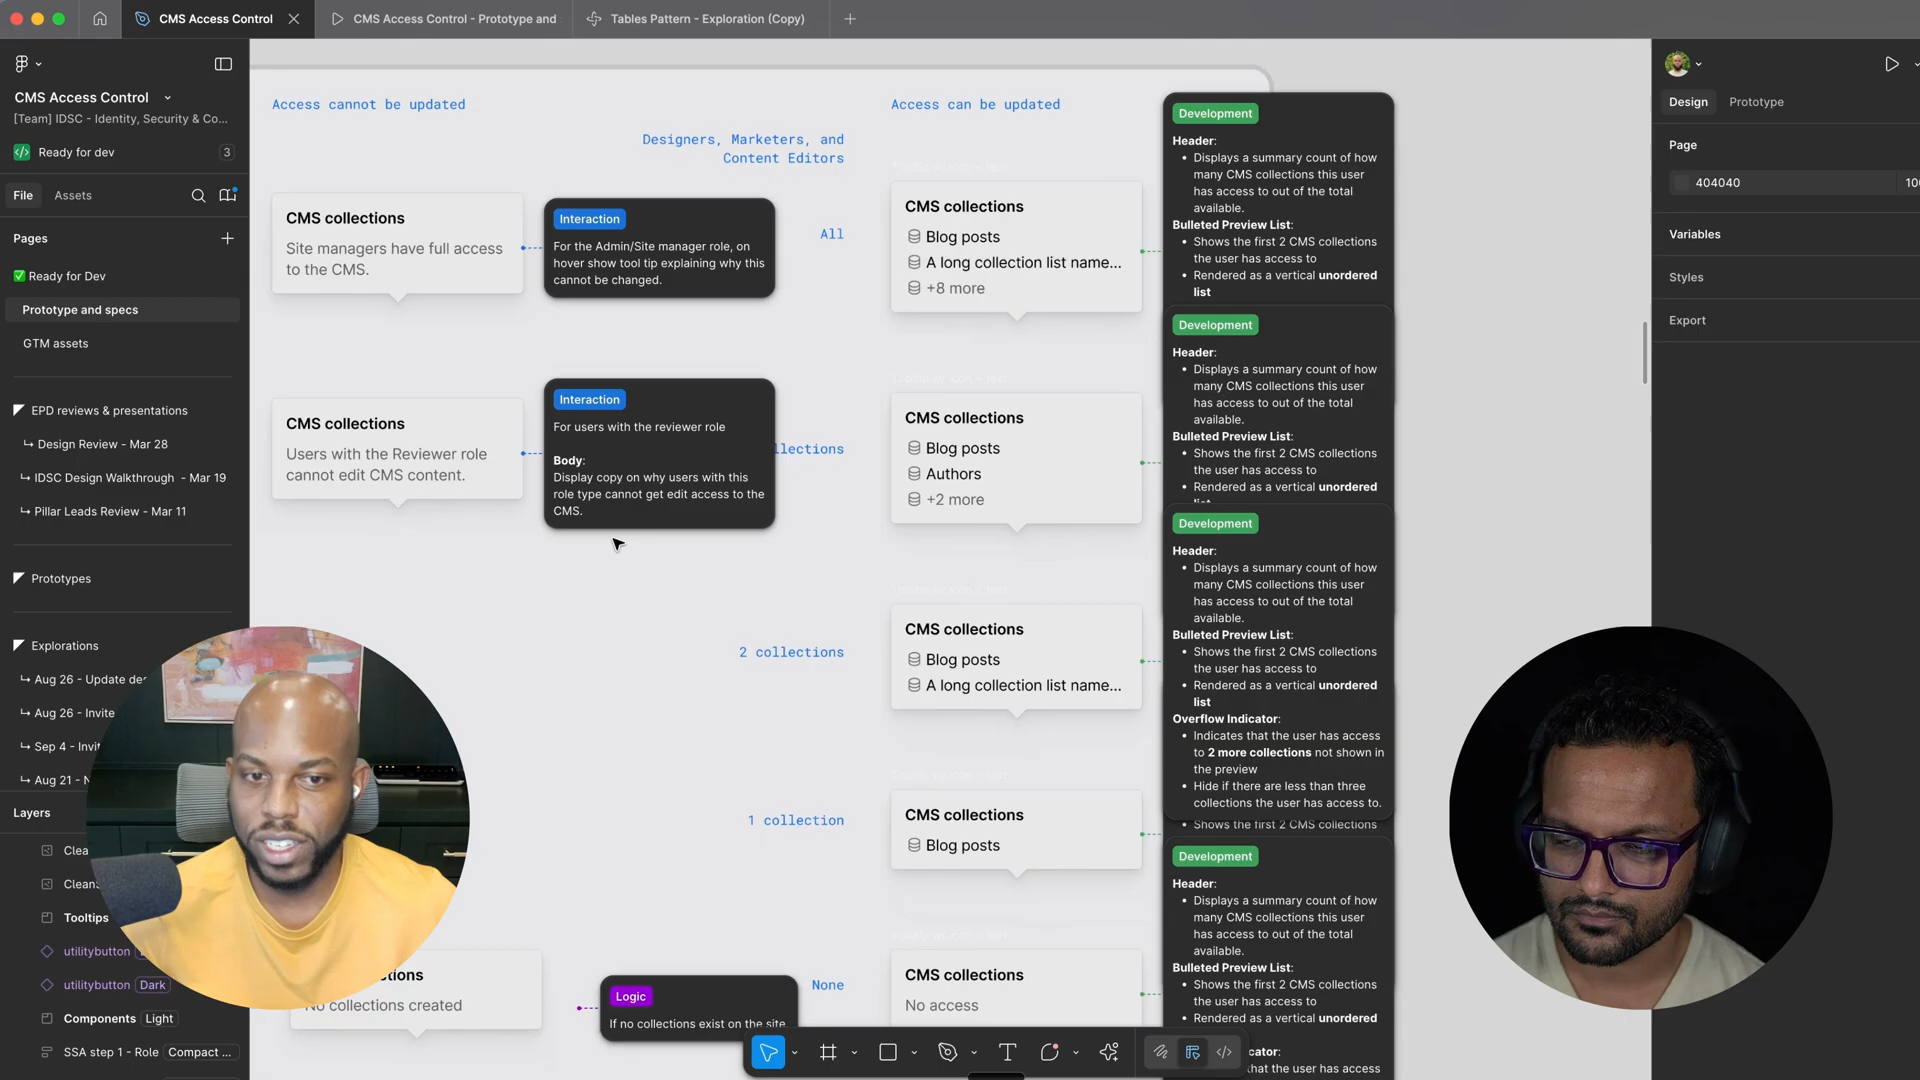 CMS Access Control
CMS Access Control - Prototype and
Tables Pattern - Exploration (Copy)
CMS Access Control
[Team] IDSC - Identity, Security & Co...
Ready for dev
3
File
Assets
Pages
Ready for Dev
Prototype and specs
GTM assets
EPD reviews & presentations
Design Review - Mar 28
IDSC Design Walkthrough - Mar 19
Pillar Leads Review - Mar 11
Prototypes
Explorations
Aug 26 - Update
Aug 26 - Invite
Sep 4 -
Aug 21 -
Layers
Tooltips
utilitybutton
utilitybutton Dark
Components Light
SSA step 1 - Role Compact ...
Access cannot be updated
Designers, Marketers, and
Content Editors
CMS collections
Site managers have full access
to the CMS.
Interaction
For the Admin/Site manager role, on
hover show tool tip explaining why this
cannot be changed.
All
CMS collections
Users with the Reviewer role
cannot edit CMS content.
Interaction
For users with the reviewer role
Body:
Display copy on why users with this
role type cannot get edit access to the
CMS.
2 collections
1 collection
No collections created
Logic
If no collections exist on the site
None
Access can be updated
CMS collections
Blog posts
A long collection list name...
+8 more
CMS collections
Blog posts
Authors
+2 more
CMS collections
Blog posts
A long collection list name...
CMS collections
Blog posts
CMS collections
No access
Development
Header:
• Displays a summary count of how
many CMS collections this user
has access to out of the total
available.
Bulleted Preview List:
• Shows the first 2 CMS collections
the user has access to
• Rendered as a vertical unordered
list
Development
Header:
• Displays a summary count of how
many CMS collections this user
has access to out of the total
available.
Bulleted Preview List:
• Shows the first 2 CMS collections
the user has access to
• Rendered as a vertical unordered
Development
Header:
• Displays a summary count of how
many CMS collections this user
has access to out of the total
available.
Bulleted Preview List:
• Shows the first 2 CMS collections
the user has access to
• Rendered as a vertical unordered
list
Overflow Indicator:
• Indicates that the user has access
to 2 more collections not shown in
the preview
• Hide if there are less than three
collections the user has access to.
• Shows the first 2 CMS collections
Development
Header:
• Displays a summary count of how
many CMS collections this user
has access to out of the total
available.
Bulleted Preview List:
• Shows the first 2 CMS collections
the user has access to
• Rendered as a vertical unordered
that the user has access
Design
Prototype
Page
404040
Variables
Styles
Export